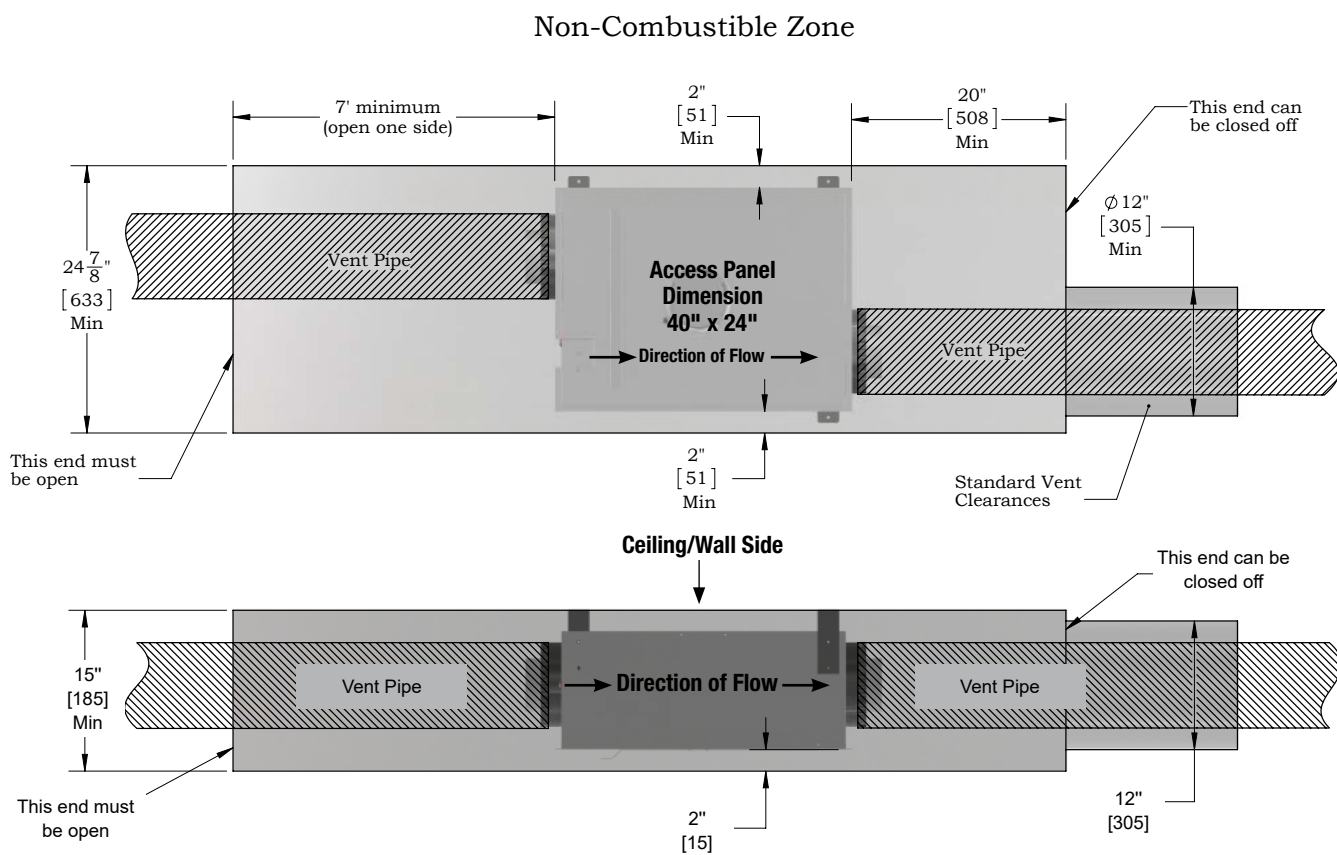 Non-Combustible Zone
7' minimum
(open one side)
2"
[51]
Min
20"
[508]
Min
This end can
be closed off
Ø 12"
[305]
Min
24 7/8"
[633]
Min
Vent Pipe
Access Panel
Dimension
40" x 24"
Direction of Flow
Vent Pipe
This end must
be open
2"
[51]
Min
Standard Vent
Clearances
Ceiling/Wall Side
This end can be
closed off
15"
[185]
Min
Vent Pipe
Direction of Flow
Vent Pipe
This end must
be open
2"
[15]
12"
[305]